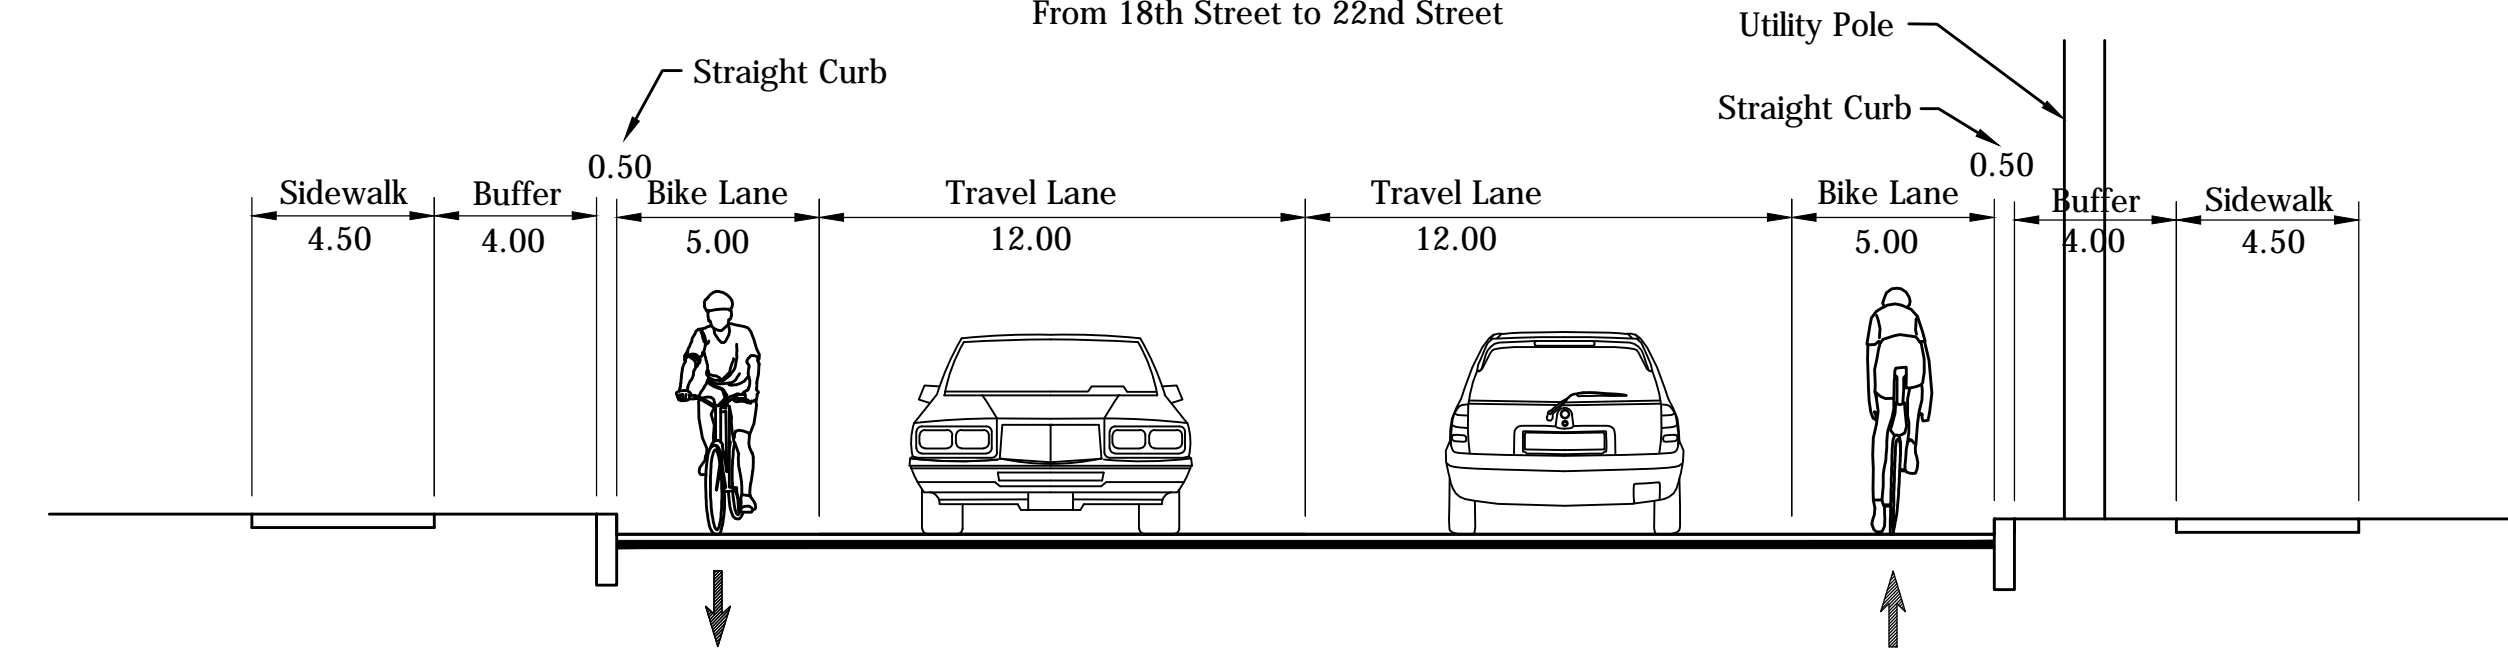 From 18th Street to 22nd Street
Utility Pole
Straight Curb
Straight Curb
0.50
0.50
Sidewalk
Buffer
Bike Lane
Travel Lane
Travel Lane
Bike Lane
Buffer
Sidewalk
4.50
4.00
5.00
12.00
12.00
5.00
4.00
4.50